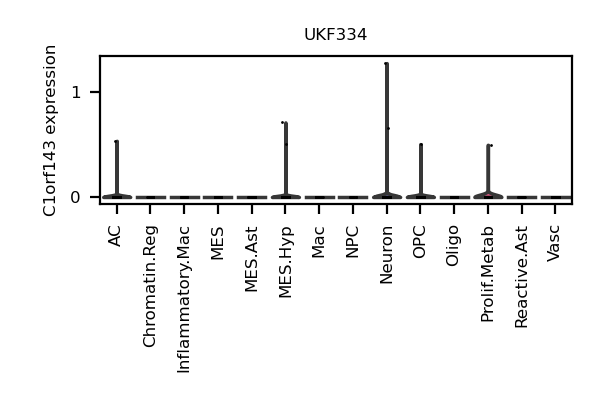 UKF334
C1orf143 expression
1
0
AC
Chromatin.Reg
Inflammatory.Mac
MES
MES.Ast
MES.Hyp
Mac
NPC
Neuron
OPC
Oligo
Prolif.Metab
Reactive.Ast
Vasc